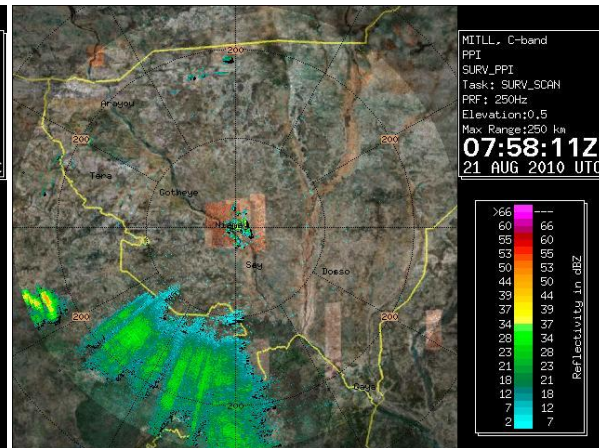 MITLL, C-band
PPI
SURV_PPI
Task: SURV_SCAN
PRF: 250Hz
Elevation:0.5
Max Range:250 km
07:58:11Z
21 AUG 2010 UTC
200
Arayou
200
200
Tera
Gotheye
Niamey
Say
Dosso
200
200
200
Gaya
>66 ---
60 66
55 60
53 55
50 53
44 50
39 44
37 39
34 37
28 34
23 28
21 23
18 21
12 18
7 12
2 7
Reflectivity in dBZ